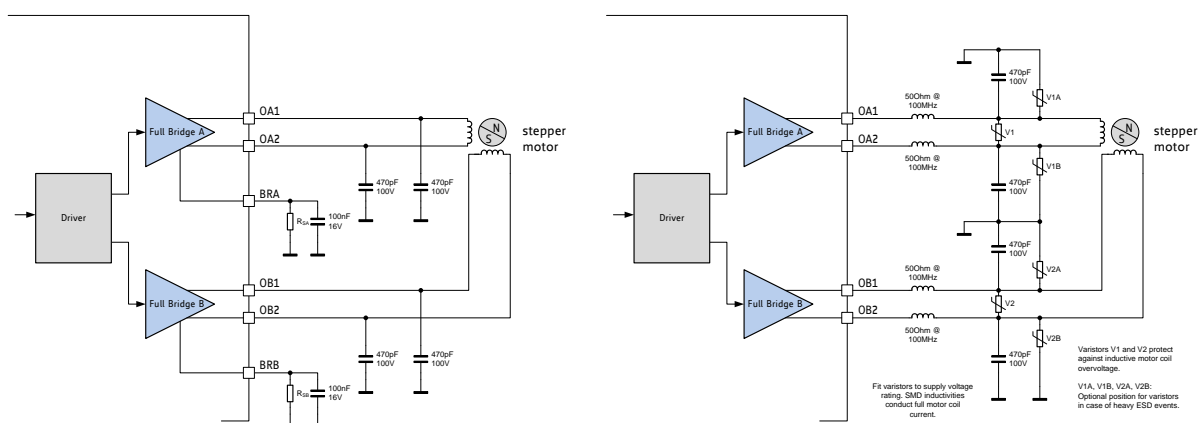 OA1
Full Bridge A
OA2
N
S
stepper
motor
470pF
100V
470pF
100V
BRA
RSA
100nF
16V
Driver
OB1
Full Bridge B
OB2
470pF
100V
470pF
100V
BRB
RSB
100nF
16V
470pF
100V
V1A
50Ohm @
100MHz
OA1
V1
Full Bridge A
OA2
N
S
stepper
motor
50Ohm @
100MHz
V1B
470pF
100V
Driver
470pF
100V
V2A
50Ohm @
100MHz
OB1
V2
Full Bridge B
OB2
50Ohm @
100MHz
V2B
470pF
100V
Varistors V1 and V2 protect
against inductive motor coil
overvoltage.
V1A, V1B, V2A, V2B:
Optional position for varistors
in case of heavy ESD events.
Fit varistors to supply voltage
rating. SMD inductivities
conduct full motor coil
current.